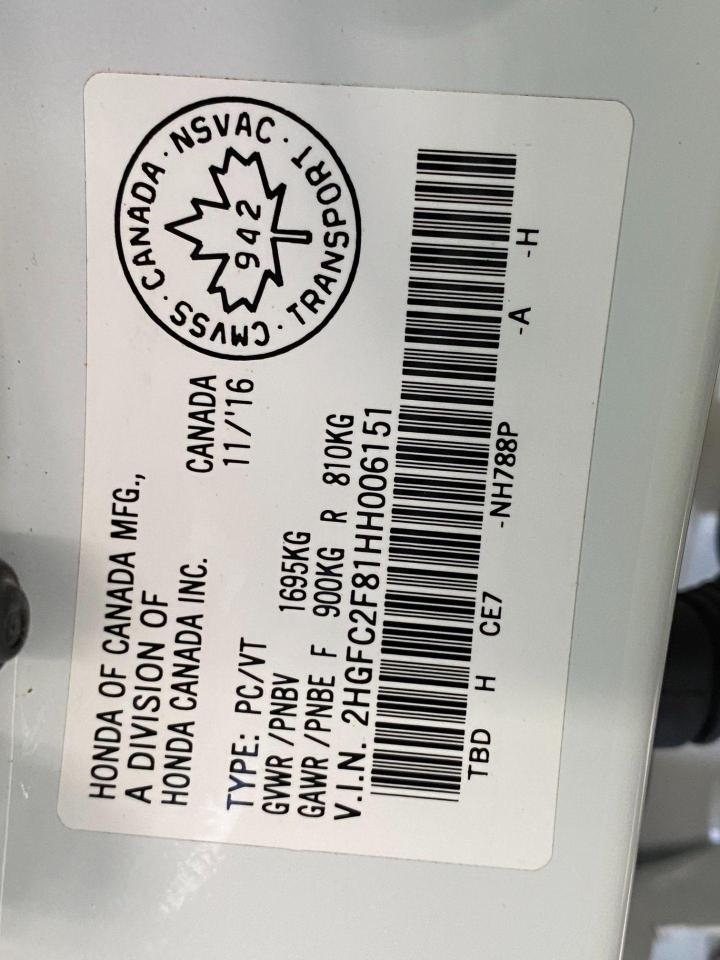 HONDA OF CANADA MFG.,
A DIVISION OF
HONDA CANADA INC.
CANADA
11/'16
CMVSS · CANADA · NSVAC · TRANSPORT ·
942
TYPE: PC/VT
GVWR /PNBV 1695KG
GAWR /PNBE F 900KG R 810KG
V.I.N. 2HGFC2F81HH006151
TBD H CE7 -NH788P -A -H